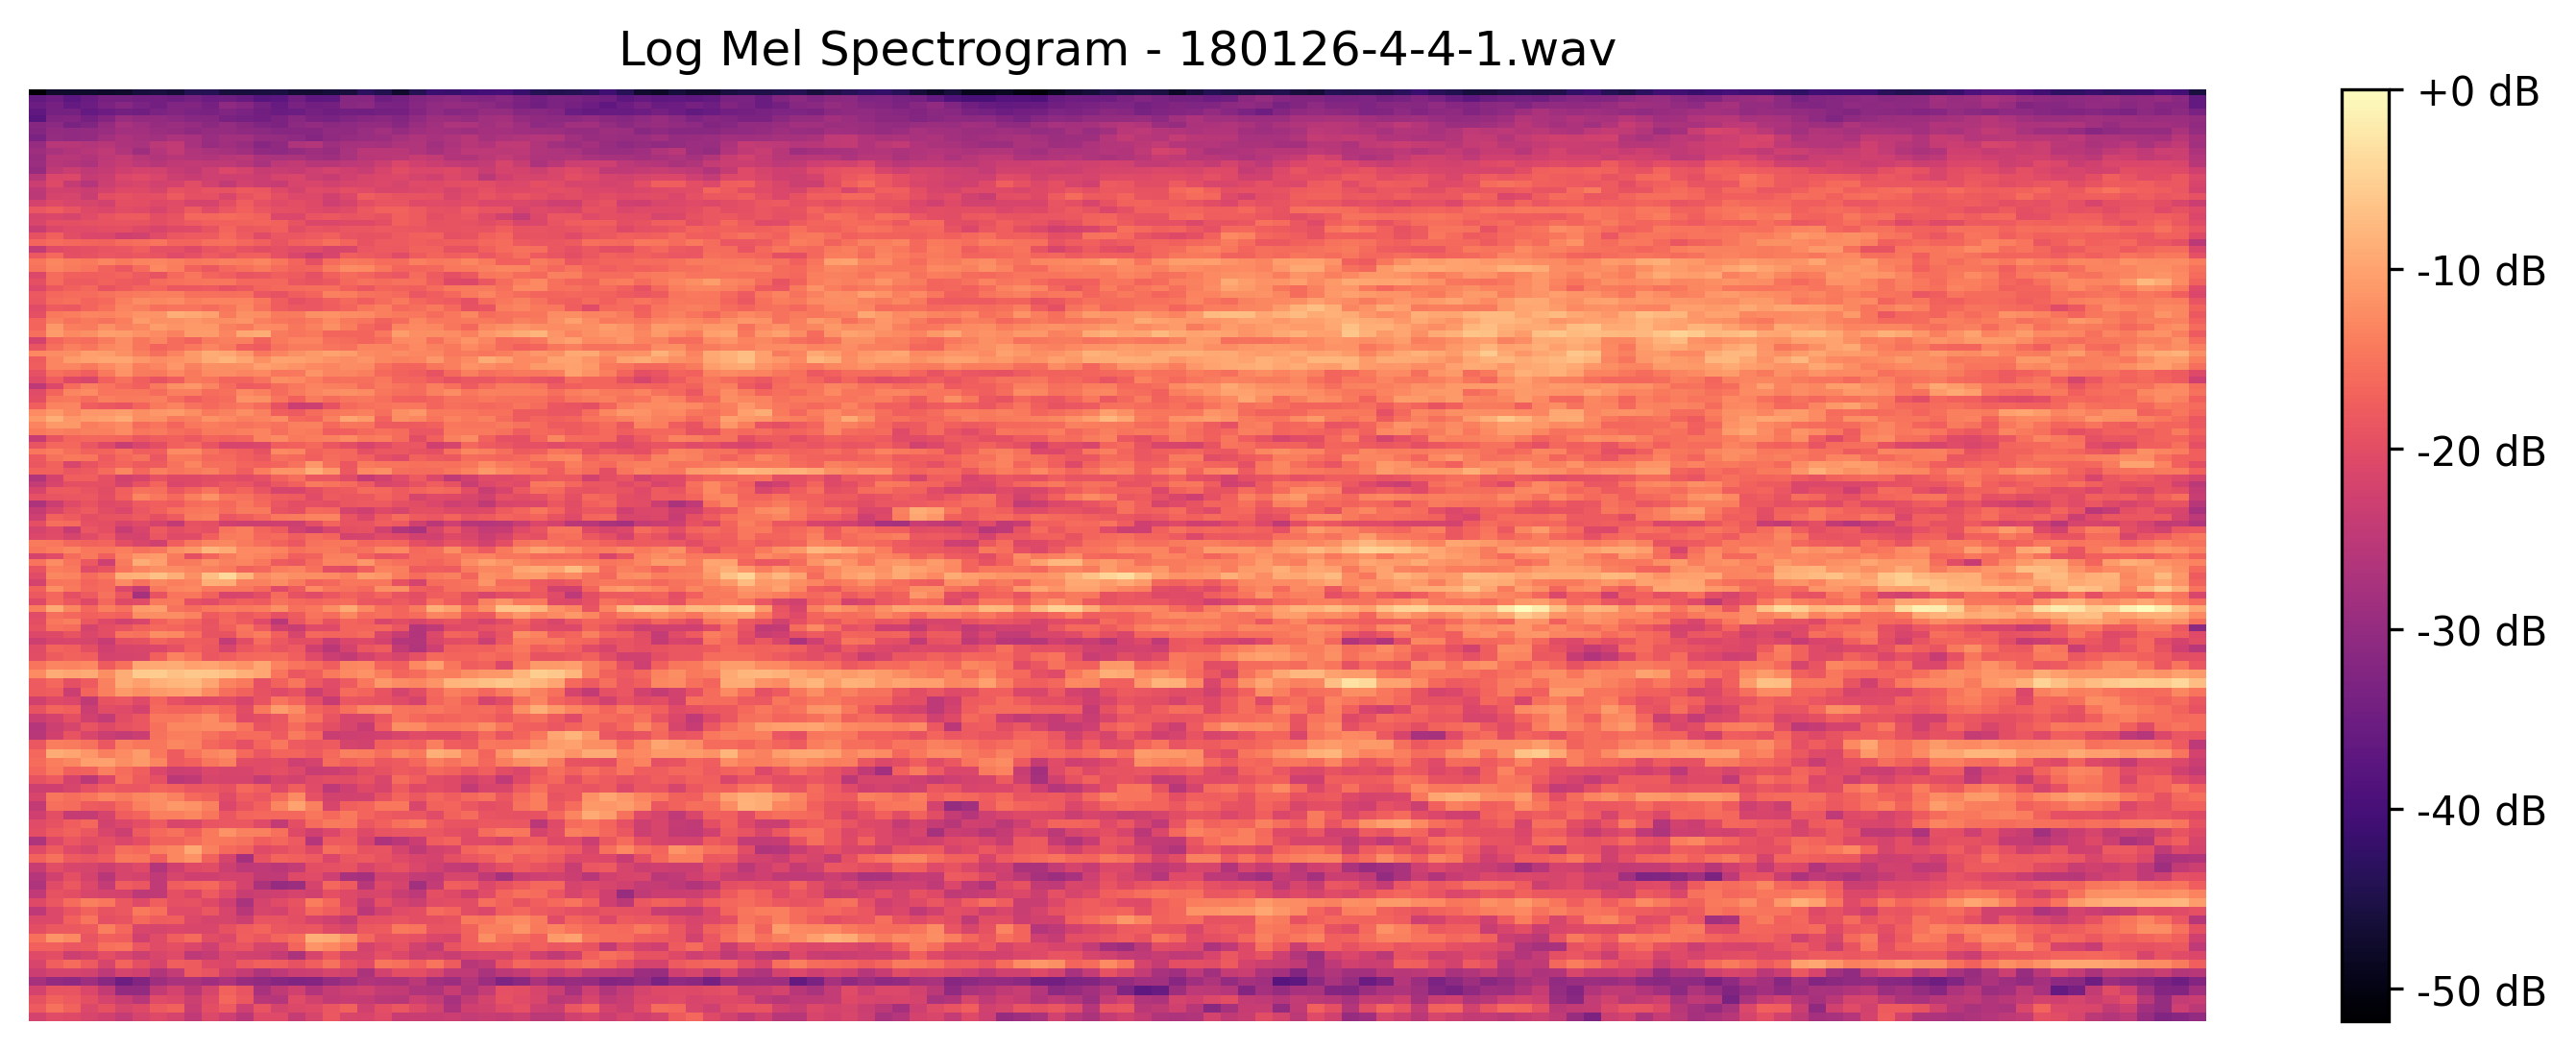 Log Mel Spectrogram - 180126-4-4-1.wav
+0 dB
-10 dB
-20 dB
-30 dB
-40 dB
-50 dB